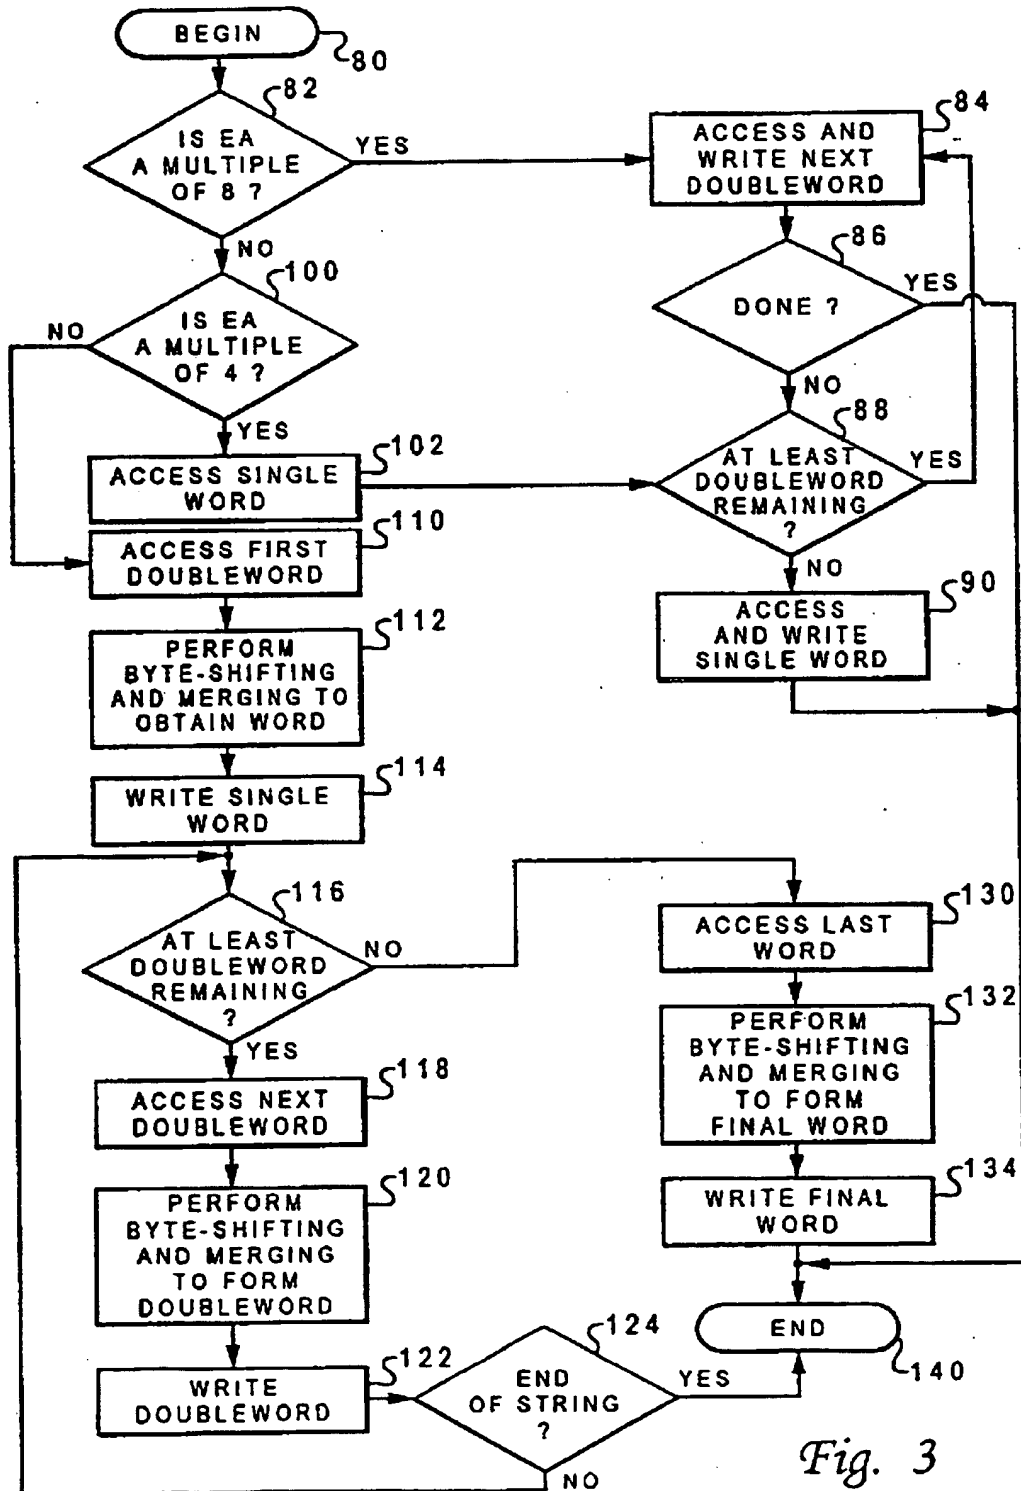 BEGIN
80
82
IS EA
A MULTIPLE
OF 8 ?
YES
NO
84
ACCESS AND
WRITE NEXT
DOUBLEWORD
86
DONE ?
YES
NO
100
IS EA
A MULTIPLE
OF 4 ?
NO
YES
88
AT LEAST
DOUBLEWORD
REMAINING
?
YES
NO
102
ACCESS SINGLE
WORD
110
ACCESS FIRST
DOUBLEWORD
90
ACCESS
AND WRITE
SINGLE WORD
112
PERFORM
BYTE-SHIFTING
AND MERGING TO
OBTAIN WORD
114
WRITE SINGLE
WORD
116
AT LEAST
DOUBLEWORD
REMAINING
?
NO
YES
130
ACCESS LAST
WORD
132
PERFORM
BYTE-SHIFTING
AND MERGING
TO FORM
FINAL WORD
118
ACCESS NEXT
DOUBLEWORD
134
WRITE FINAL
WORD
120
PERFORM
BYTE-SHIFTING
AND MERGING
TO FORM
DOUBLEWORD
122
WRITE
DOUBLEWORD
124
END
OF STRING
?
YES
NO
END
140
Fig. 3